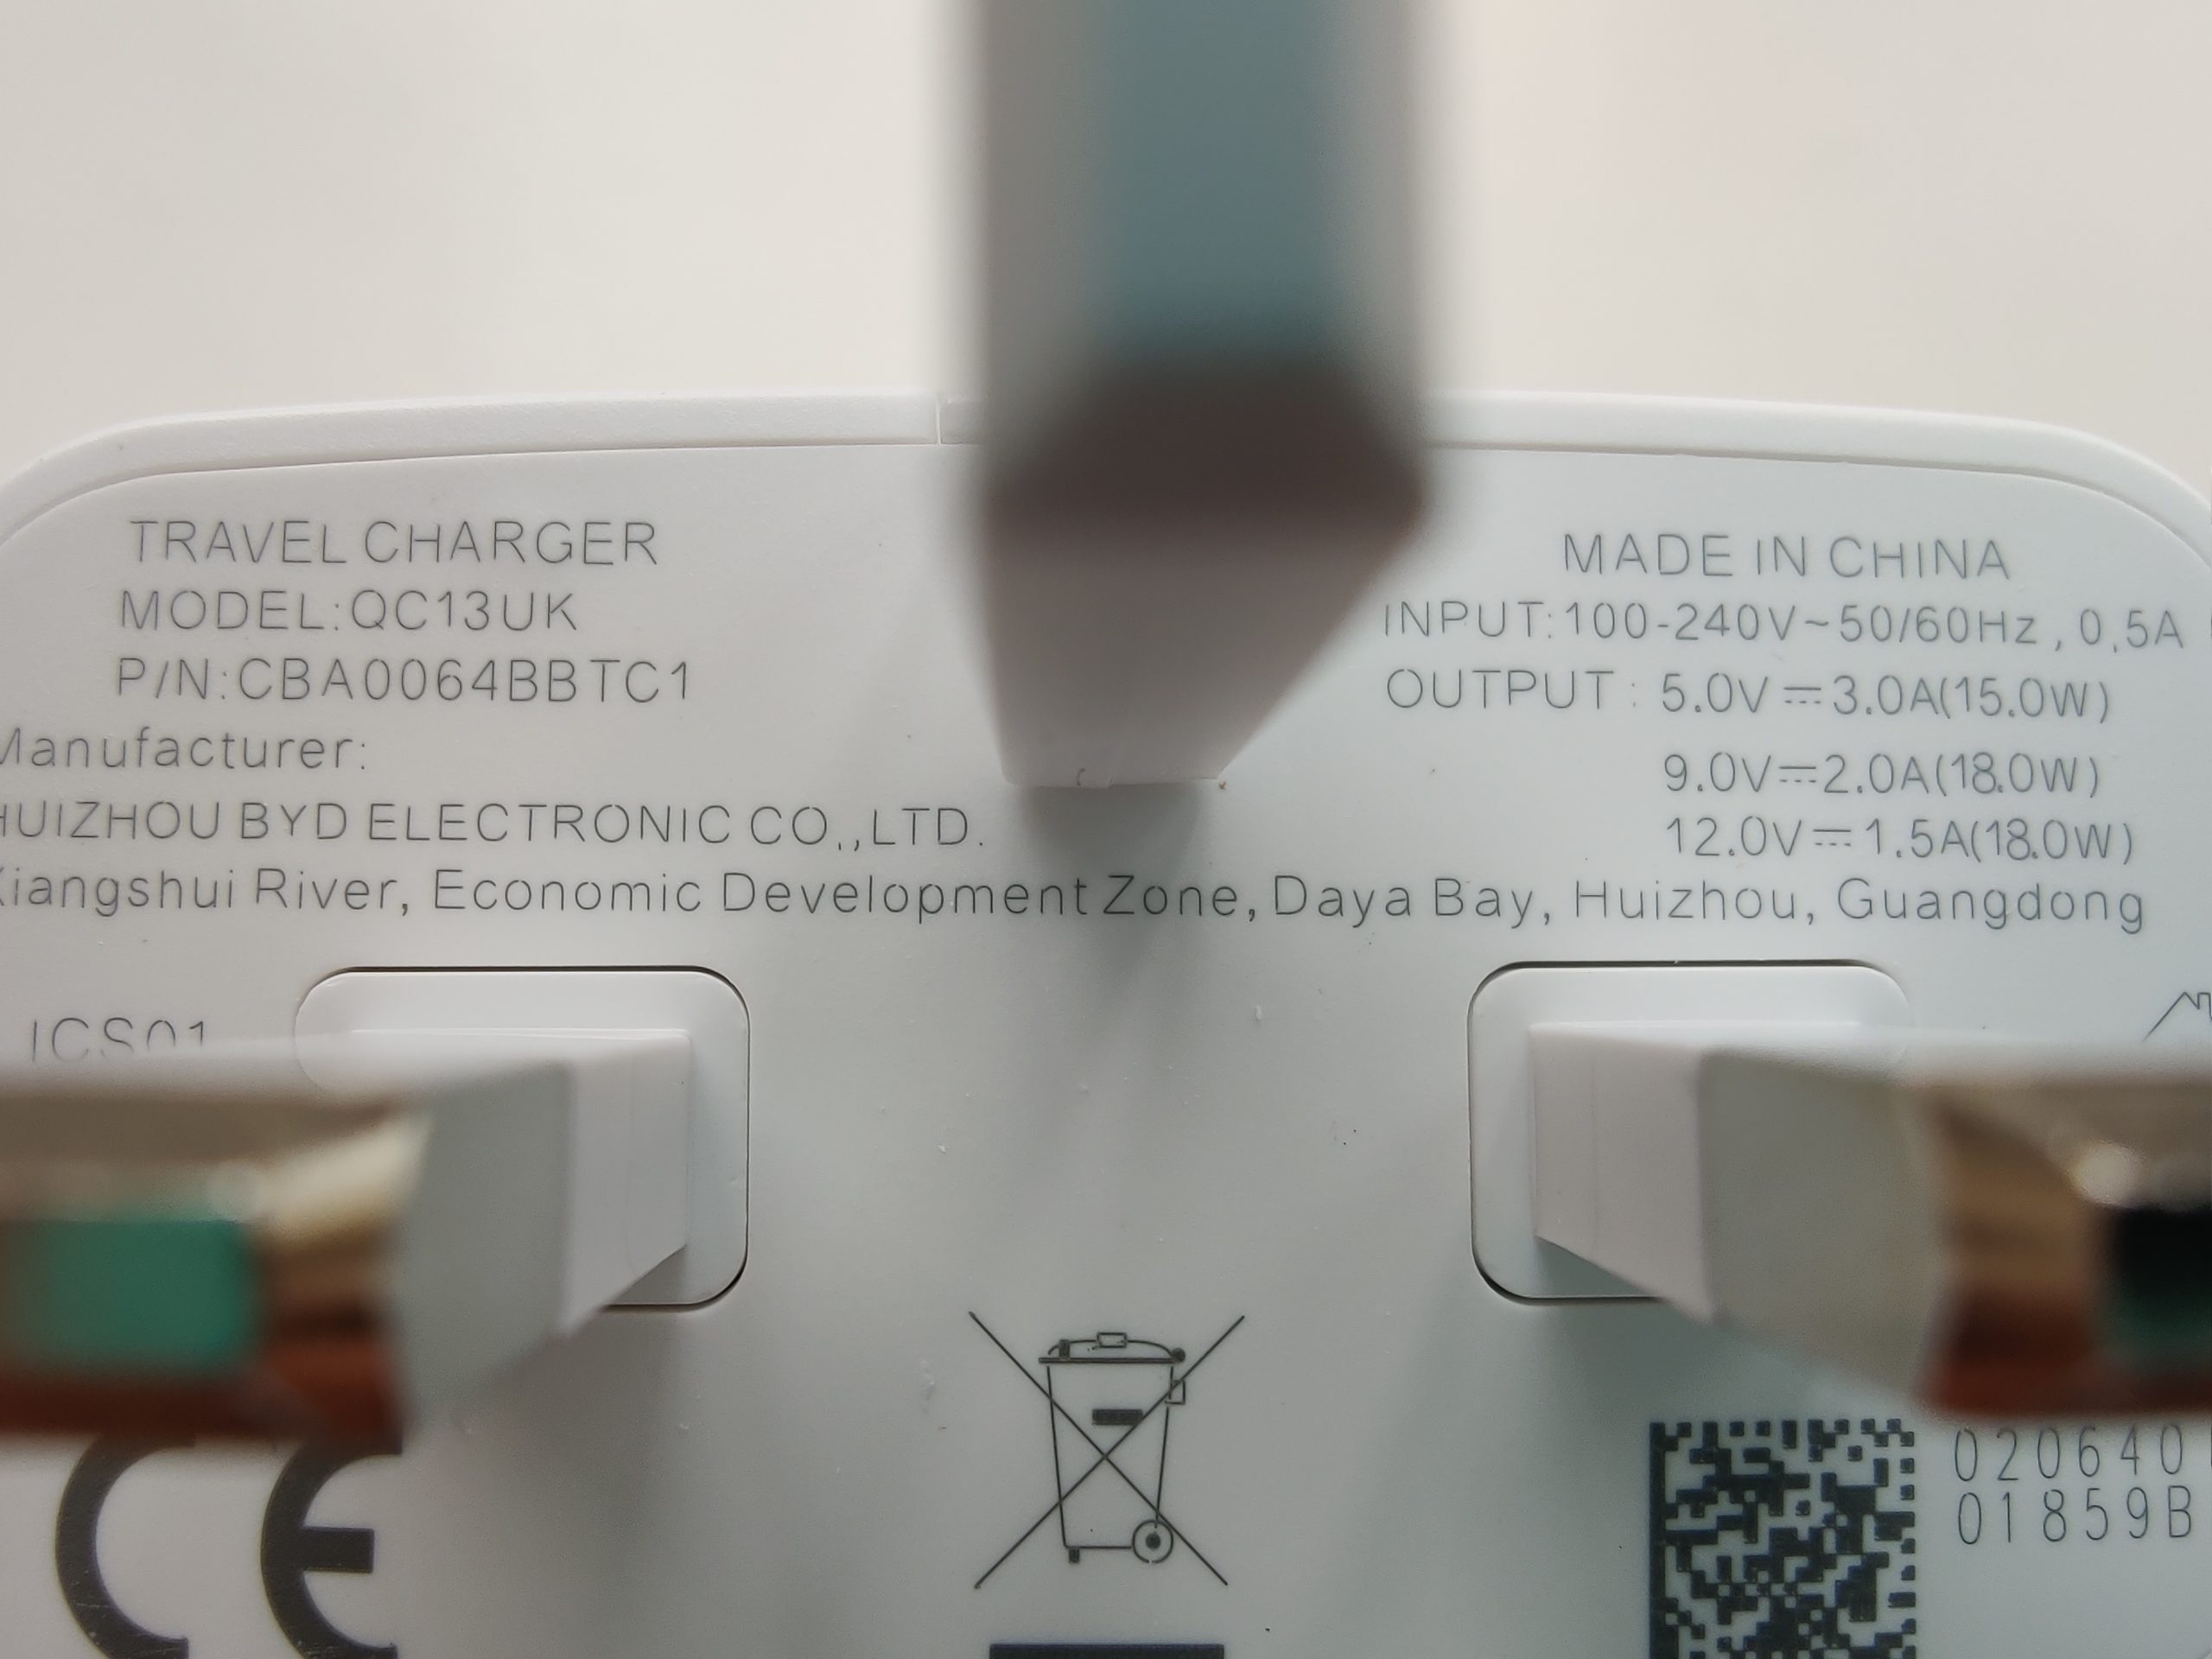 TRAVEL CHARGER
MODEL:QC13UK
P/N:CBA0064BBTC1
Manufacturer:
HUIZHOU BYD ELECTRONIC CO.,LTD.
Xiangshui River, Economic Development Zone, Daya Bay, Huizhou, Guangdong
MADE IN CHINA
INPUT:100-240V~50/60Hz, 0.5A
OUTPUT: 5.0V⎓3.0A(15.0W)
9.0V⎓2.0A(18.0W)
12.0V⎓1.5A(18.0W)
ICS01
CE
020640
01859B